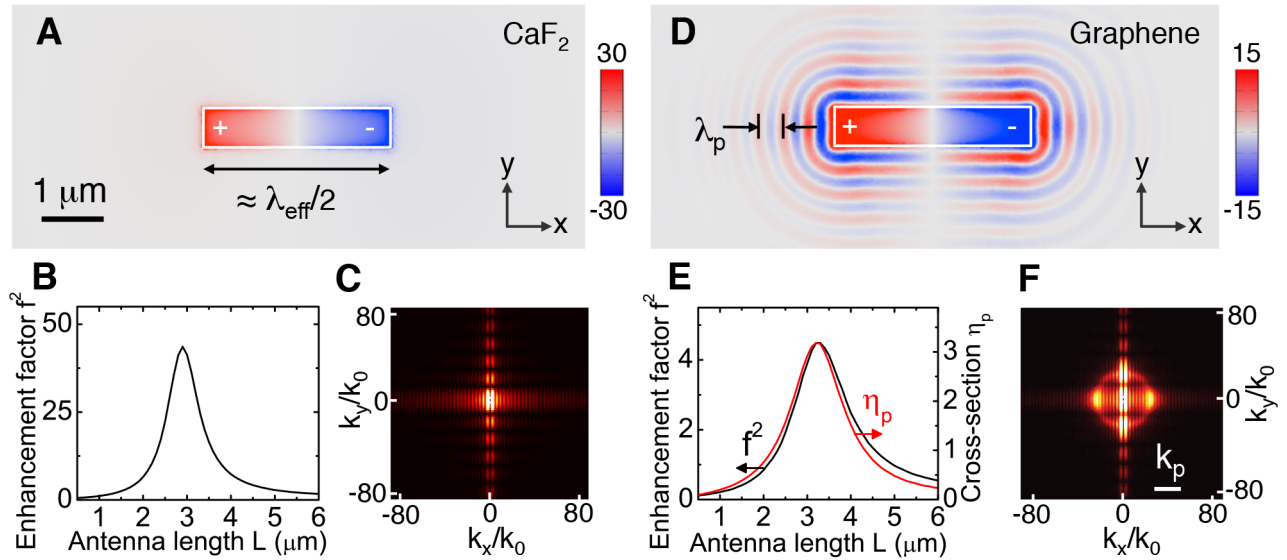 A
CaF₂
30
-30
+
-
≈ λeff/2
1 μm
y
x
D
Graphene
15
-15
λp
+
-
y
x
B
Enhancement factor f²
50
25
0
1 2 3 4 5 6
Antenna length L (μm)
C
ky/k0
80
0
-80
-80 0 80
kx/k0
E
Enhancement factor f²
4
2
0
f²
ηp
3
2
1
0
Cross-section ηp
1 2 3 4 5 6
Antenna length L (μm)
F
kp
80
0
-80
ky/k0
-80 0 80
kx/k0